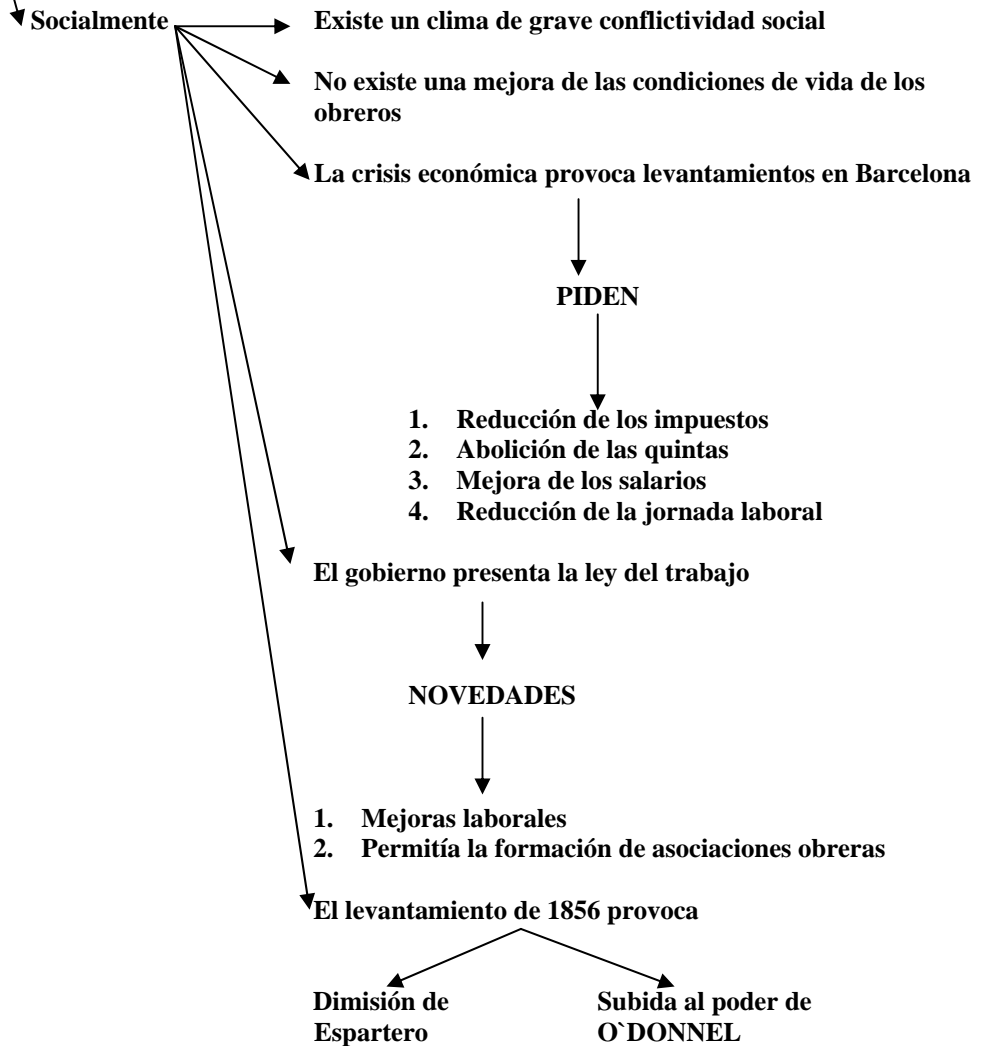 Socialmente
Existe un clima de grave conflictividad social
No existe una mejora de las condiciones de vida de los
obreros
La crisis económica provoca levantamientos en Barcelona
PIDEN
1. Reducción de los impuestos
2. Abolición de las quintas
3. Mejora de los salarios
4. Reducción de la jornada laboral
El gobierno presenta la ley del trabajo
NOVEDADES
1. Mejoras laborales
2. Permitía la formación de asociaciones obreras
El levantamiento de 1856 provoca
Dimisión de
Espartero
Subida al poder de
O`DONNEL